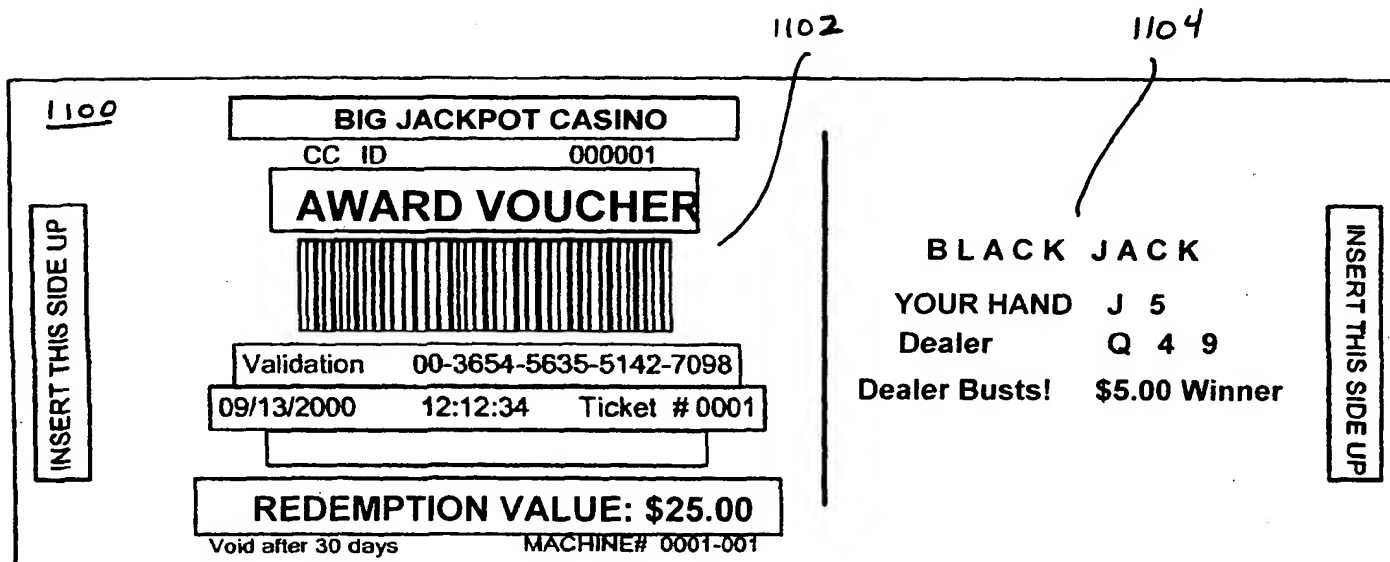 1102 1104
1100
BIG JACKPOT CASINO
CC ID 000001
AWARD VOUCHER
INSERT THIS SIDE UP
Validation 00-3654-5635-5142-7098
09/13/2000 12:12:34 Ticket # 0001
REDEMPTION VALUE: $25.00
Void after 30 days MACHINE# 0001-001
BLACK JACK
YOUR HAND J 5
Dealer Q 4 9
Dealer Busts! $5.00 Winner
INSERT THIS SIDE UP